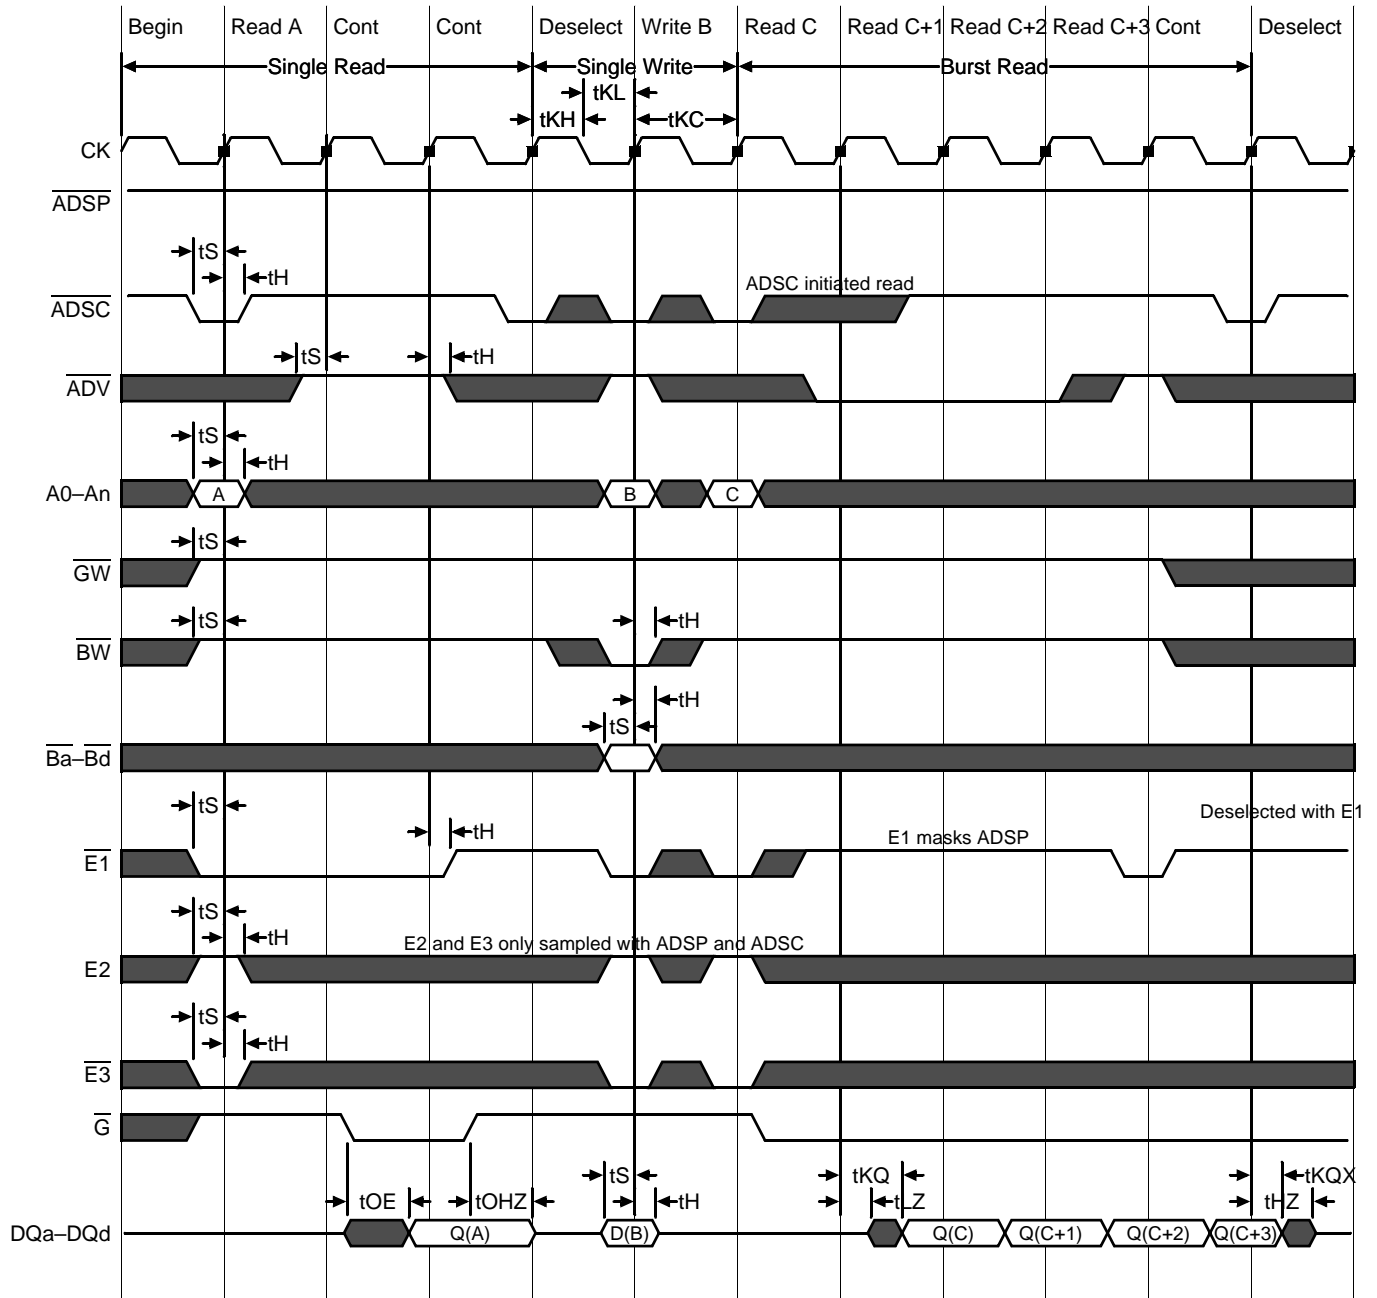 Begin Read A Cont Cont Deselect Write B Read C Read C+1 Read C+2 Read C+3 Cont Deselect
Single Read Single Write Burst Read
tKL
tKH tKC
CK
ADSP
tS
tH
ADSC initiated read
ADSC
tS tH
ADV
tS
tH
A0–An A B C
tS
GW
tS tH
BW
tH
tS
Ba–Bd
tS
Deselected with E1
tH
E1 masks ADSP
E1
tS
tH
E2 and E3 only sampled with ADSP and ADSC
E2
tS
tH
E3
G
tS tKQ tKQX
tOE tOHZ tH tLZ tHZ
DQa–DQd Q(A) D(B) Q(C) Q(C+1) Q(C+2) Q(C+3)